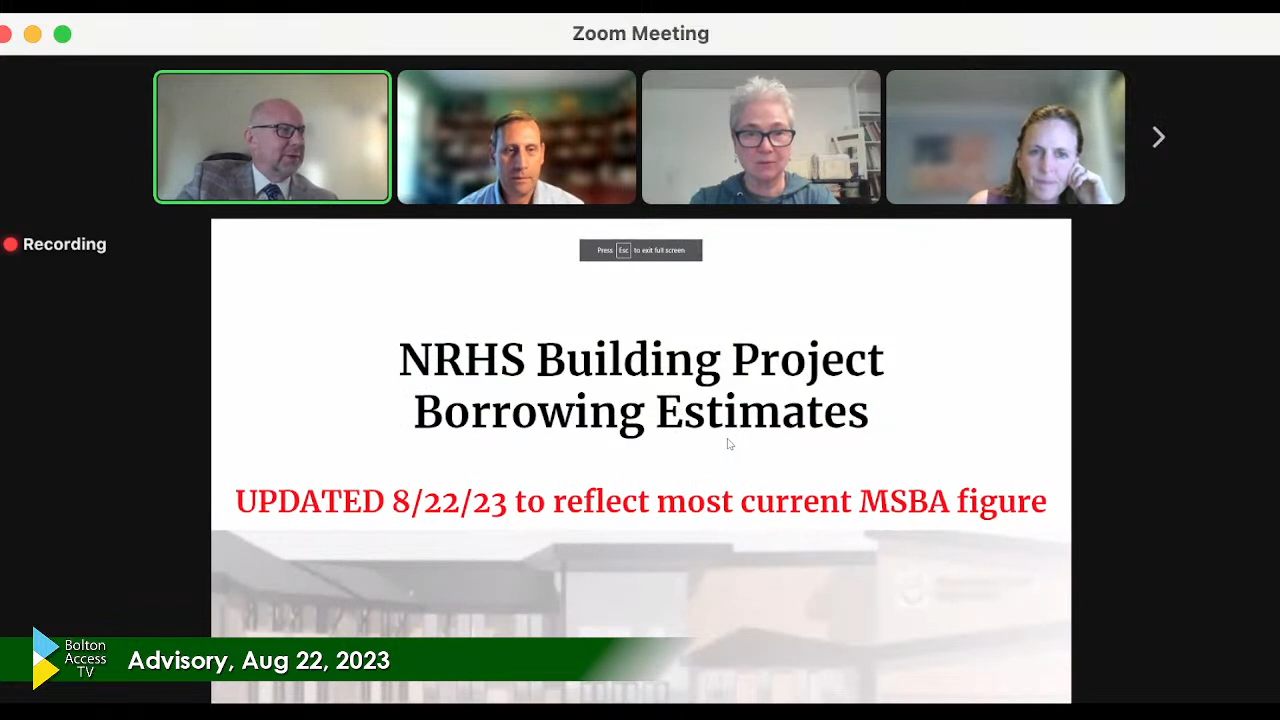 Zoom Meeting
Recording
Press Esc to exit full screen
NRHS Building Project
Borrowing Estimates
UPDATED 8/22/23 to reflect most current MSBA figure
Bolton
Access
TV
Advisory, Aug 22, 2023